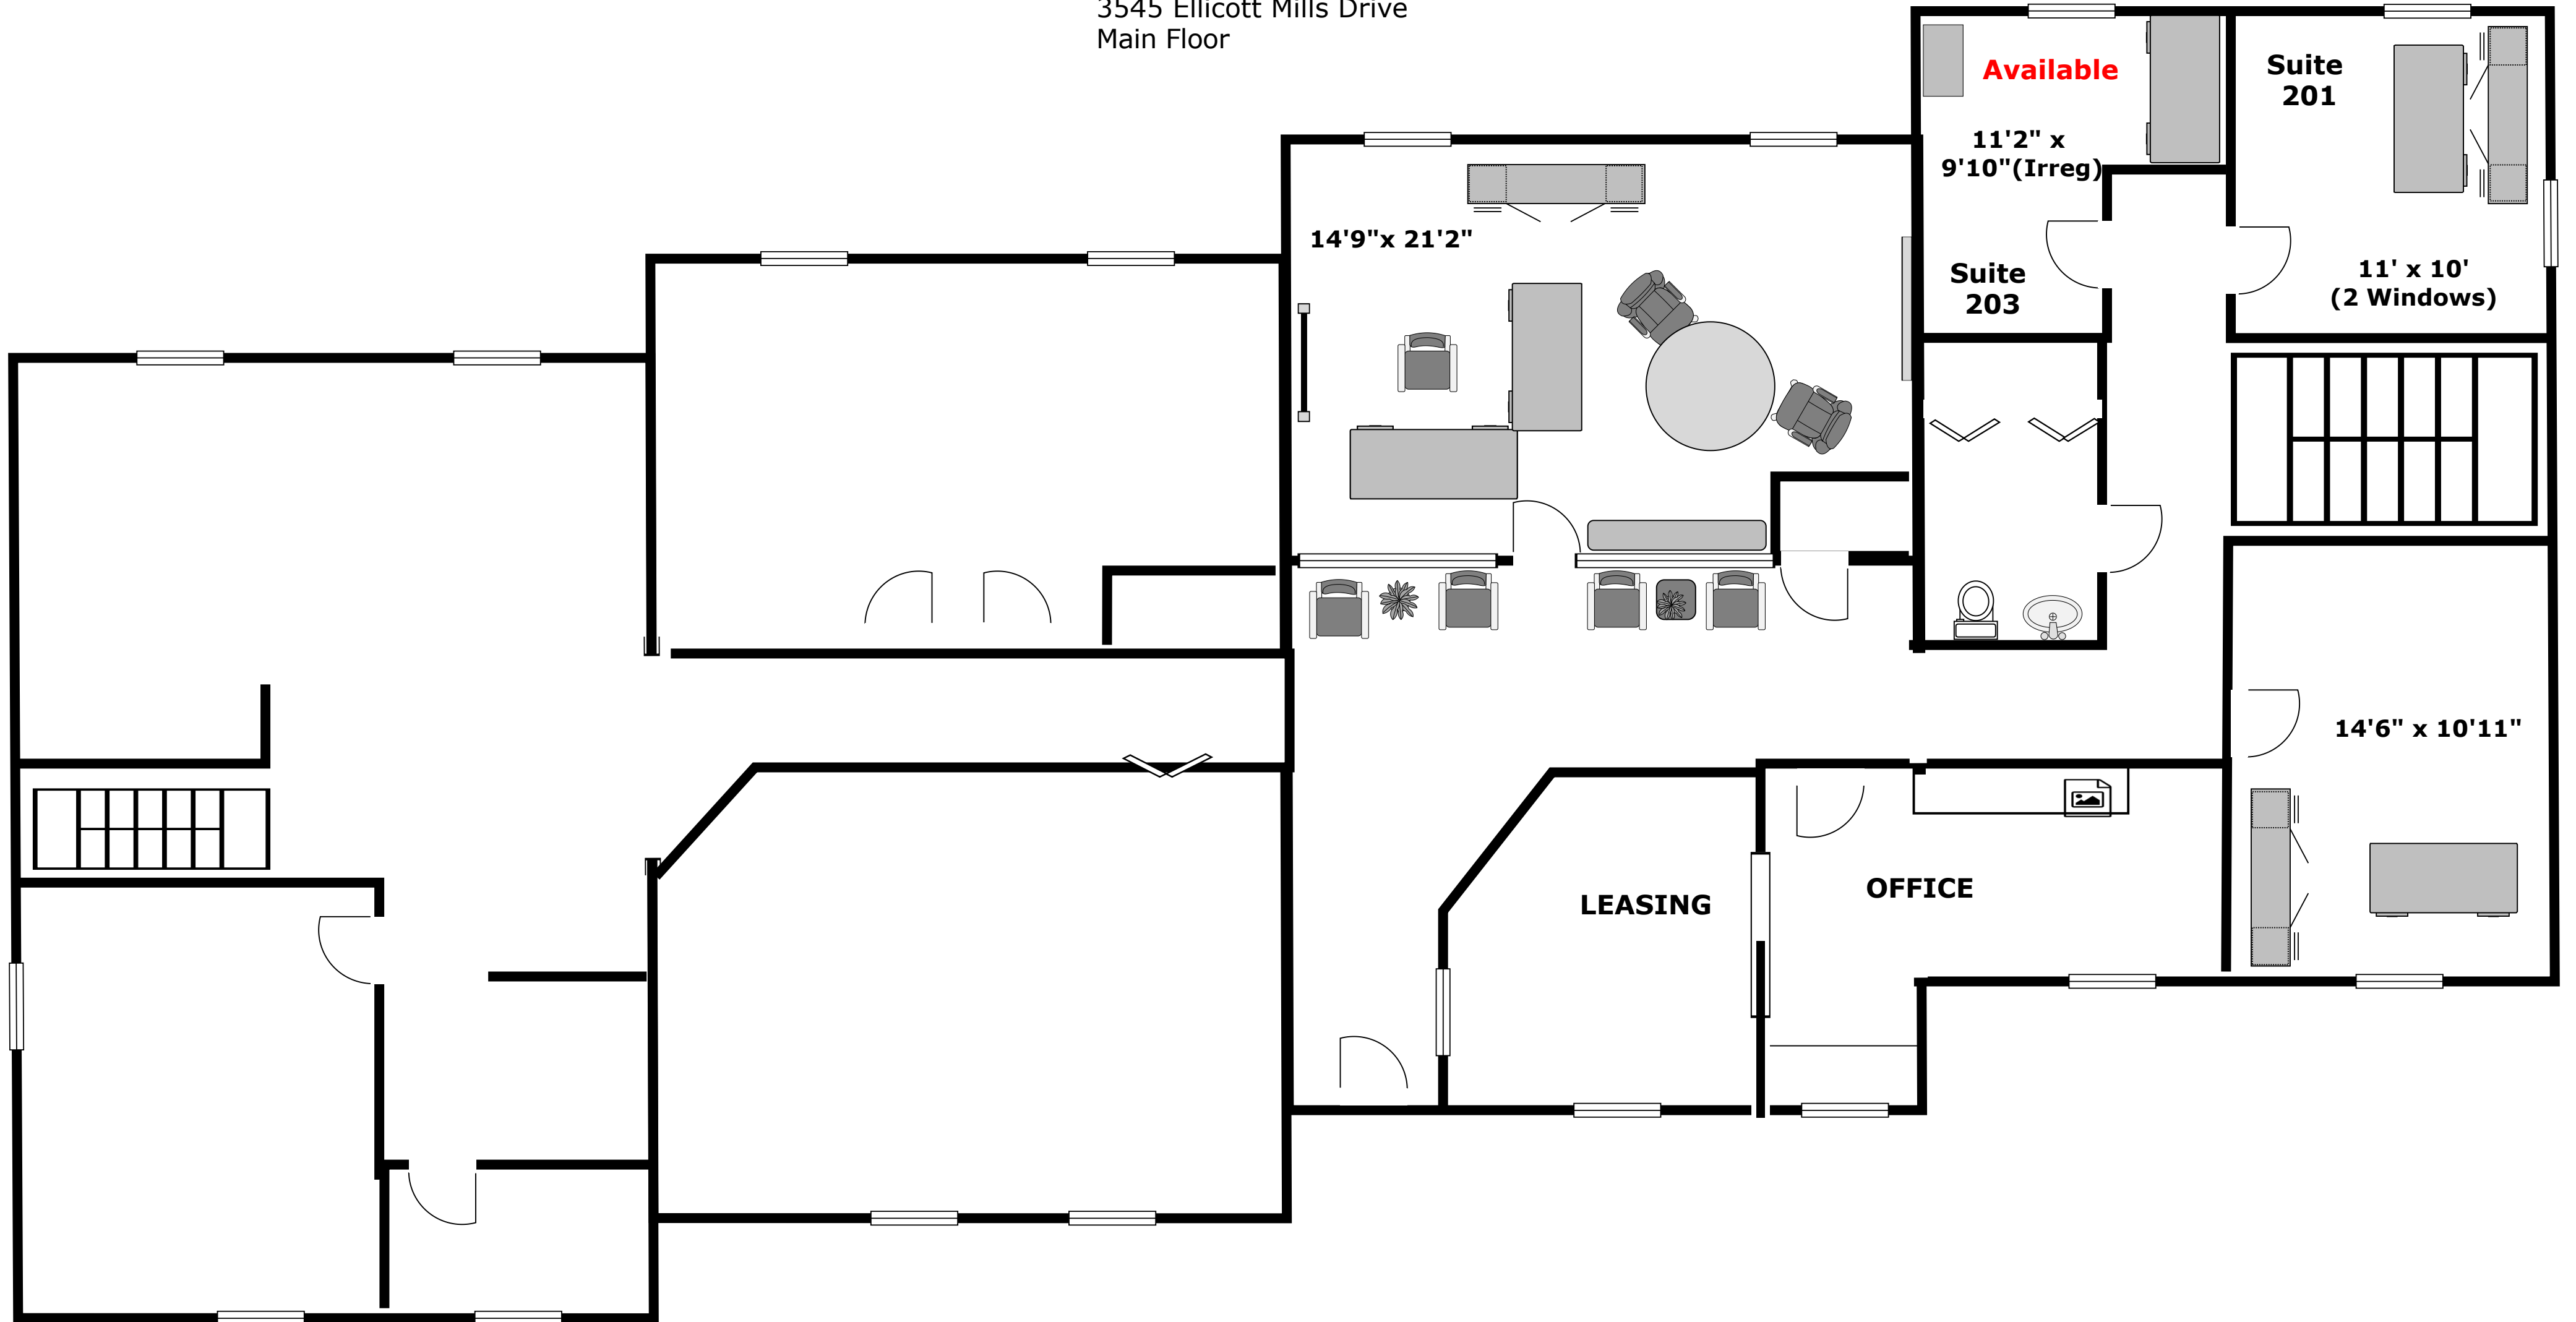 3545 Ellicott Mills Drive
Main Floor
Available
11'2" x
9'10"(Irreg)
Suite
203
Suite
201
11' x 10'
(2 Windows)
14'9"x 21'2"
14'6" x 10'11"
LEASING
OFFICE